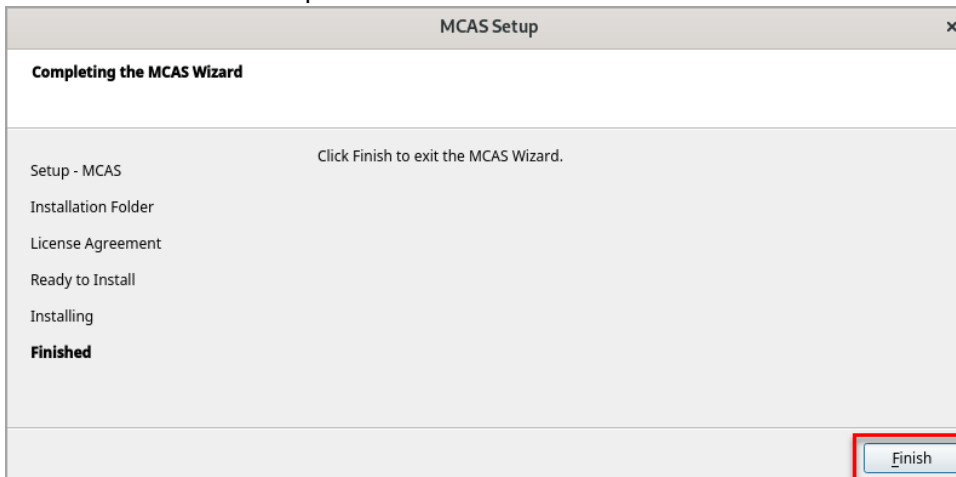 MCAS Setup
Completing the MCAS Wizard
Setup - MCAS
Click Finish to exit the MCAS Wizard.
Installation Folder
License Agreement
Ready to Install
Installing
Finished
Finish